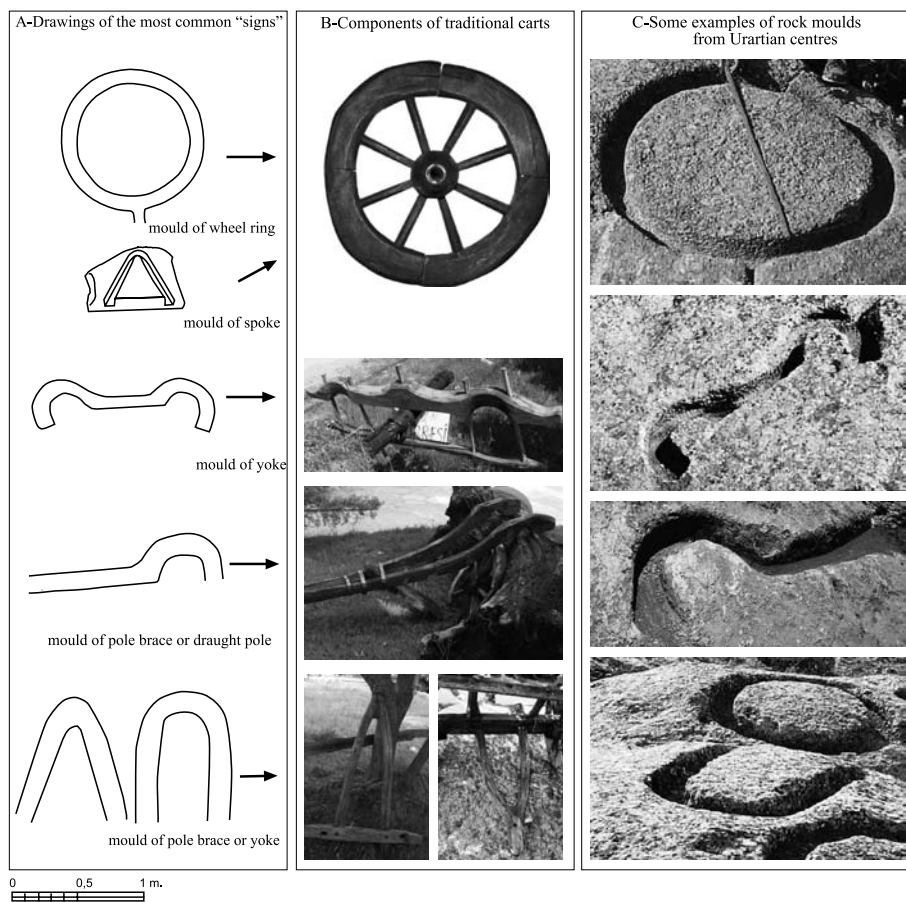 A-Drawings of the most common “signs”
mould of wheel ring
mould of spoke
mould of yoke
mould of pole brace or draught pole
mould of pole brace or yoke
0 0,5 1 m.
B-Components of traditional carts
C-Some examples of rock moulds
from Urartian centres